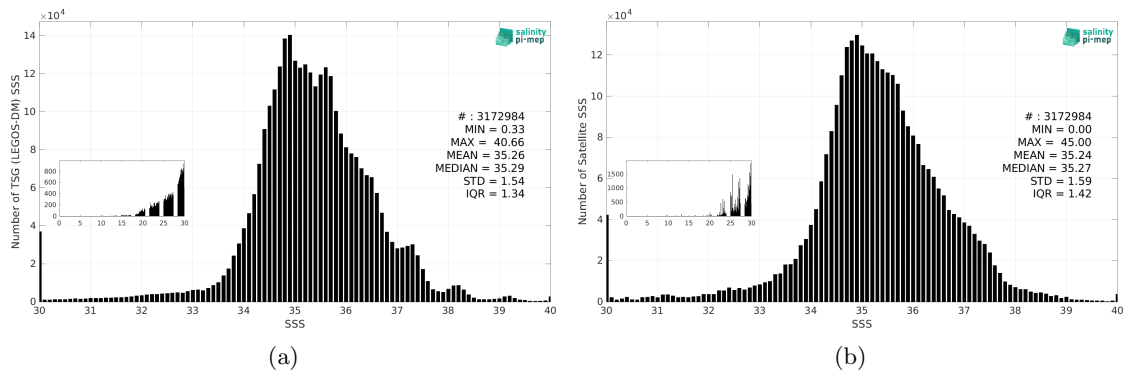 ×10⁴
14
12
10
8
6
4
2
0
Number of TSG (LEGOS-DM) SSS
salinity
pi-mep
# : 3172984
MIN = 0.33
MAX = 40.66
MEAN = 35.26
MEDIAN = 35.29
STD = 1.54
IQR = 1.34
800
600
400
200
0
0 5 10 15 20 25 30
30 31 32 33 34 35 36 37 38 39 40
SSS
(a)
×10⁴
12
10
8
6
4
2
0
Number of Satellite SSS
salinity
pi-mep
# : 3172984
MIN = 0.00
MAX = 45.00
MEAN = 35.24
MEDIAN = 35.27
STD = 1.59
IQR = 1.42
1500
1000
500
0
0 5 10 15 20 25 30
30 31 32 33 34 35 36 37 38 39 40
SSS
(b)